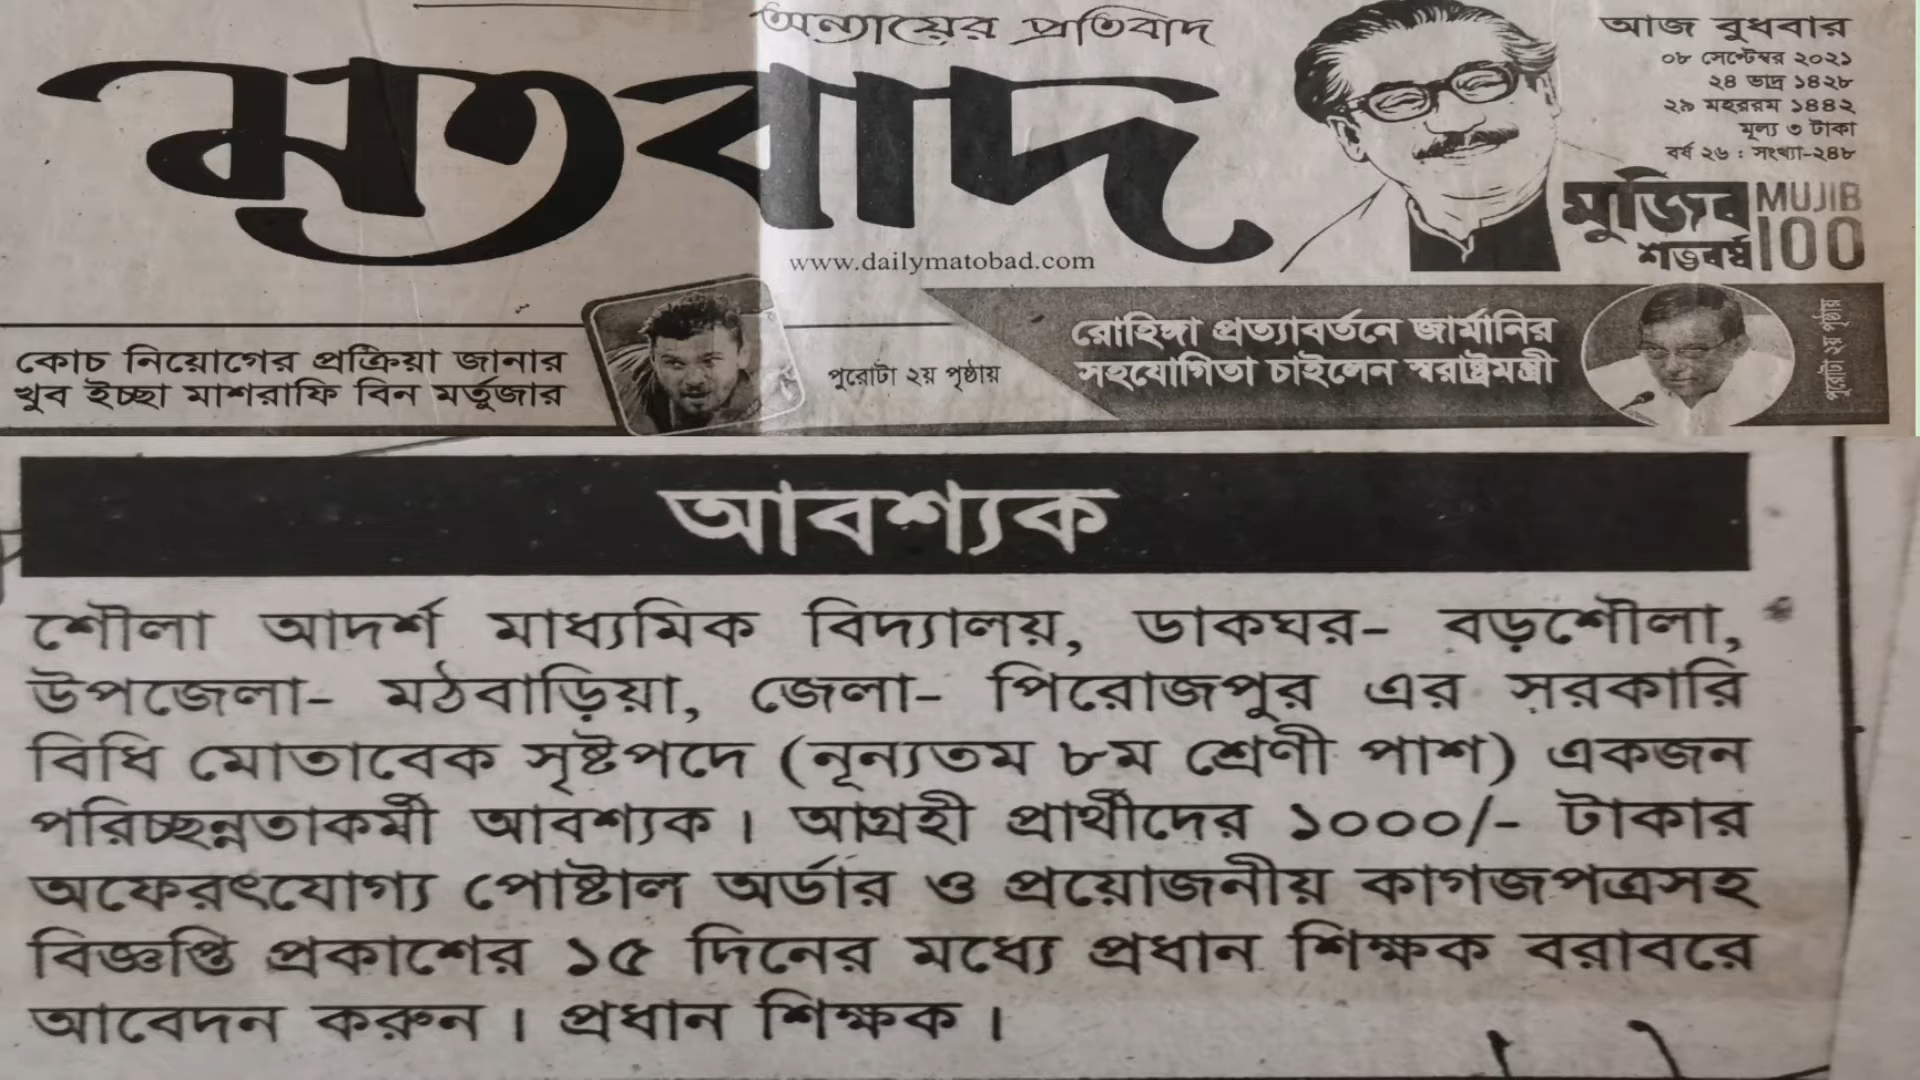 অন্যায়ের প্রতিবাদ
মতবাদ
www.dailymatobad.com
আজ বুধবার
০৮ সেপ্টেম্বর ২০২১
২৪ ভাদ্র ১৪২৮
২৯ মহররম ১৪৪২
মূল্য ৩ টাকা
বর্ষ ২৬ : সংখ্যা-২৪৮
মুজিব
শতবর্ষ
MUJIB
100
কোচ নিয়োগের প্রক্রিয়া জানার
খুব ইচ্ছা মাশরাফি বিন মর্তুজার
পুরোটা ২য় পৃষ্ঠায়
রোহিঙ্গা প্রত্যাবর্তনে জার্মানির
সহযোগিতা চাইলেন স্বরাষ্ট্রমন্ত্রী
পুরোটা ২য় পৃষ্ঠায়
আবশ্যক
শৌলা আদর্শ মাধ্যমিক বিদ্যালয়, ডাকঘর- বড়শৌলা,
উপজেলা- মঠবাড়িয়া, জেলা- পিরোজপুর এর সরকারি
বিধি মোতাবেক সৃষ্টপদে (নূন্যতম ৮ম শ্রেণী পাশ) একজন
পরিচ্ছন্নতাকর্মী আবশ্যক। আগ্রহী প্রার্থীদের ১০০০/- টাকার
অফেরৎযোগ্য পোষ্টাল অর্ডার ও প্রয়োজনীয় কাগজপত্রসহ
বিজ্ঞপ্তি প্রকাশের ১৫ দিনের মধ্যে প্রধান শিক্ষক বরাবরে
আবেদন করুন। প্রধান শিক্ষক।